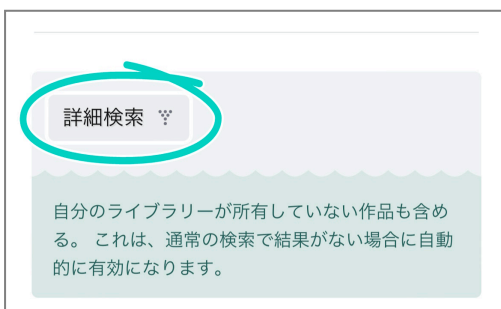 詳細検索
自分のライブラリーが所有していない作品も含め
る。 これは、通常の検索で結果がない場合に自動
的に有効になります。